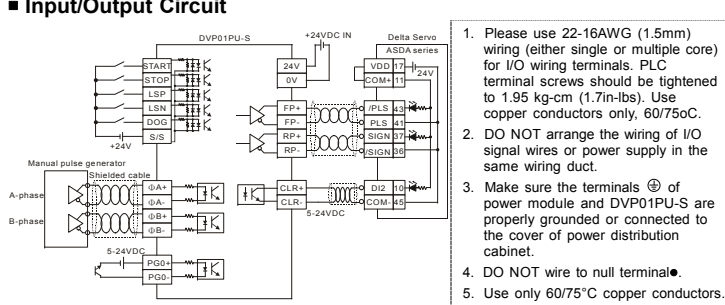 ■ Input/Output Circuit
DVP01PU-S
+24VDC IN
Delta Servo
ASDA series
START
STOP
LSP
LSN
DOG
S/S
+24V
24V
0V
VDD 17
COM+ 11
24V
FP+
FP-
RP+
RP-
/PLS 43
PLS 41
SIGN 37
/SIGN 36
Manual pulse generator
Shielded cable
A-phase
B-phase
ΦA+
ΦA-
ΦB+
ΦB-
CLR+
CLR-
DI2 10
COM- 45
5-24VDC
5-24VDC
PG0+
PG0-
1. Please use 22-16AWG (1.5mm)
wiring (either single or multiple core)
for I/O wiring terminals. PLC
terminal screws should be tightened
to 1.95 kg-cm (1.7in-lbs). Use
copper conductors only, 60/75oC.
2. DO NOT arrange the wiring of I/O
signal wires or power supply in the
same wiring duct.
3. Make sure the terminals ⏚ of
power module and DVP01PU-S are
properly grounded or connected to
the cover of power distribution
cabinet.
4. DO NOT wire to null terminal●.
5. Use only 60/75°C copper conductors.